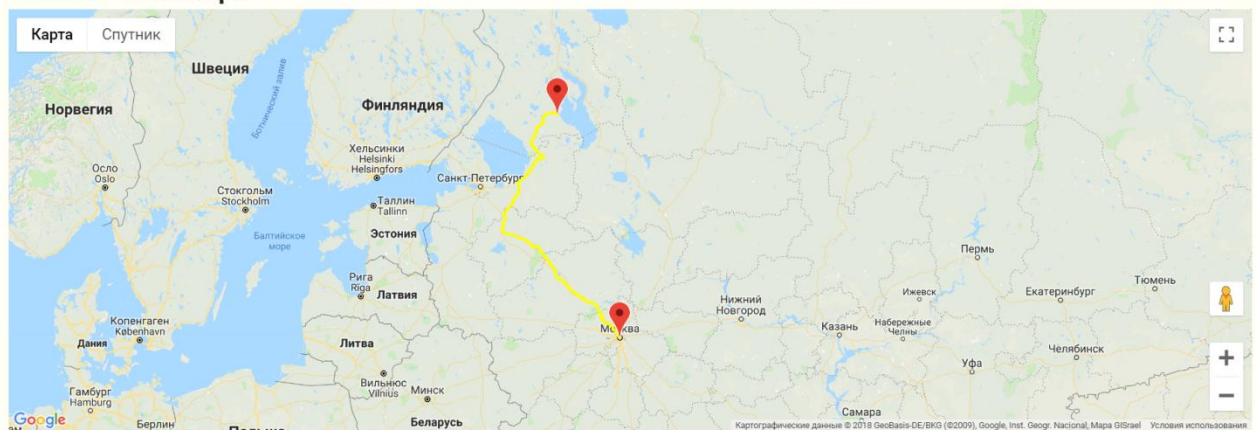 Карта Спутник
Швеция
Норвегия
Финляндия
Ботнический залив
Хельсинки
Helsinki
Helsingfors
Осло
Oslo
Санкт-Петербург
Стокгольм
Stockholm
Таллин
Tallinn
Эстония
Балтийское
море
Пермь
Рига
Rīga
Латвия
Тюмень
Ижевск
Екатеринбург
Нижний
Новгород
Копенгаген
København
Дания
Москва
Казань
Набережные
Челны
Литва
Челябинск
Уфа
Вильнюс
Vilnius
Минск
Гамбург
Hamburg
Самара
Google
Берлин
Беларусь
Картографические данные © 2018 GeoBasis-DE/BKG (©2009), Google, Inst. Geogr. Nacional, Mapa GISrael Условия использования